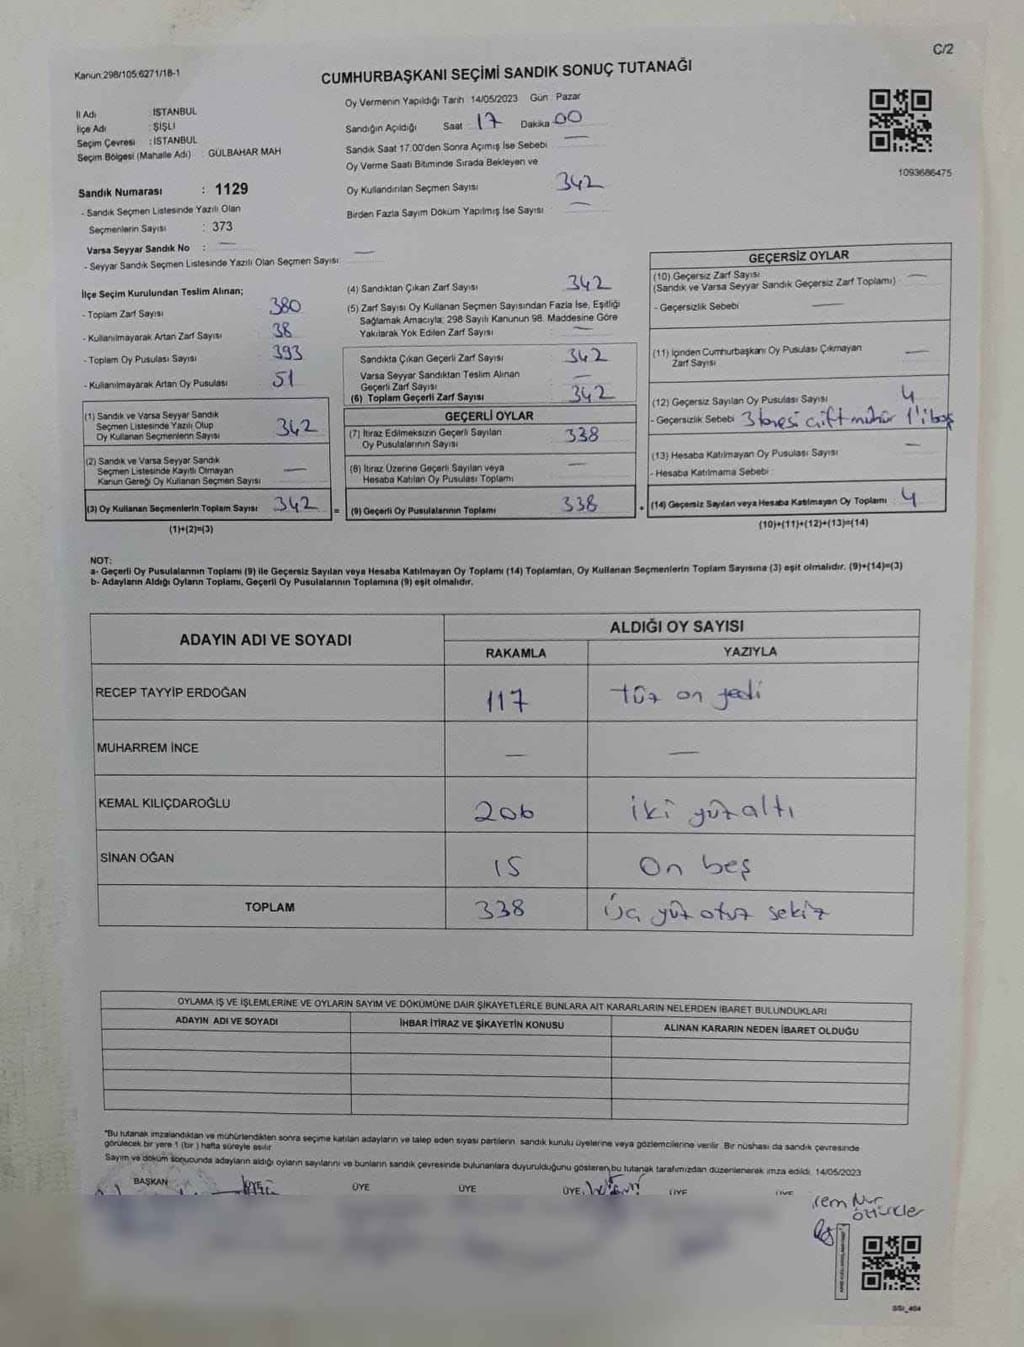 C/2
Kanun:298/105:6271/18-1
CUMHURBAŞKANI SEÇİMİ SANDIK SONUÇ TUTANAĞI
İl Adı : İSTANBUL
İlçe Adı : ŞİŞLİ
Seçim Çevresi : İSTANBUL
Seçim Bölgesi (Mahalle Adı) : GÜLBAHAR MAH
Sandık Numarası : 1129
- Sandık Seçmen Listesinde Yazılı Olan
Seçmenlerin Sayısı : 373
Varsa Seyyar Sandık No : —
- Seyyar Sandık Seçmen Listesinde Yazılı Olan Seçmen Sayısı: —
Oy Vermenin Yapıldığı Tarih 14/05/2023 Gün : Pazar
Sandığın Açıldığı Saat 17 Dakika 00
Sandık Saat 17.00'den Sonra Açılmış İse Sebebi —
Oy Verme Saati Bitiminde Sırada Bekleyen ve
Oy Kullandırılan Seçmen Sayısı 342
Birden Fazla Sayım Döküm Yapılmış İse Sayısı —
1093686475
İlçe Seçim Kurulundan Teslim Alınan;
- Toplam Zarf Sayısı 380
- Kullanılmayarak Artan Zarf Sayısı 38
- Toplam Oy Pusulası Sayısı 393
- Kullanılmayarak Artan Oy Pusulası 51
(1) Sandık ve Varsa Seyyar Sandık
Seçmen Listesinde Yazılı Olup
Oy Kullanan Seçmenlerin Sayısı 342
(2) Sandık ve Varsa Seyyar Sandık
Seçmen Listesinde Kayıtlı Olmayan
Kanun Gereği Oy Kullanan Seçmen Sayısı —
(3) Oy Kullanan Seçmenlerin Toplam Sayısı 342
(1)+(2)=(3)
(4) Sandıktan Çıkan Zarf Sayısı 342
(5) Zarf Sayısı Oy Kullanan Seçmen Sayısından Fazla İse, Eşitliği
Sağlamak Amacıyla; 298 Sayılı Kanunun 98. Maddesine Göre
Yakılarak Yok Edilen Zarf Sayısı —
Sandıkta Çıkan Geçerli Zarf Sayısı 342
Varsa Seyyar Sandıktan Teslim Alınan
Geçerli Zarf Sayısı —
(6) Toplam Geçerli Zarf Sayısı 342
GEÇERLİ OYLAR
(7) İtiraz Edilmeksizin Geçerli Sayılan
Oy Pusulalarının Sayısı 338
(8) İtiraz Üzerine Geçerli Sayılan veya
Hesaba Katılan Oy Pusulası Toplamı —
= (9) Geçerli Oy Pusulalarının Toplamı 338
GEÇERSİZ OYLAR
(10) Geçersiz Zarf Sayısı
(Sandık ve Varsa Seyyar Sandık Geçersiz Zarf Toplamı) —
- Geçersizlik Sebebi —
(11) İçinden Cumhurbaşkanı Oy Pusulası Çıkmayan
Zarf Sayısı —
(12) Geçersiz Sayılan Oy Pusulası Sayısı 4
- Geçersizlik Sebebi 3 tanesi çift mühür 1'i boş
(13) Hesaba Katılmayan Oy Pusulası Sayısı —
- Hesaba Katılmama Sebebi
+ (14) Geçersiz Sayılan veya Hesaba Katılmayan Oy Toplamı 4
(10)+(11)+(12)+(13)=(14)
NOT:
a- Geçerli Oy Pusulalarının Toplamı (9) ile Geçersiz Sayılan veya Hesaba Katılmayan Oy Toplamı (14) Toplamları, Oy Kullanan Seçmenlerin Toplam Sayısına (3) eşit olmalıdır. (9)+(14)=(3)
b- Adayların Aldığı Oyların Toplamı, Geçerli Oy Pusulalarının Toplamına (9) eşit olmalıdır.
ADAYIN ADI VE SOYADI ALDIĞI OY SAYISI
RAKAMLA YAZIYLA
RECEP TAYYİP ERDOĞAN 117 Yüz on yedi
MUHARREM İNCE — —
KEMAL KILIÇDAROĞLU 206 iki yüz altı
SİNAN OĞAN 15 On beş
TOPLAM 338 Üç yüz otuz sekiz
OYLAMA İŞ VE İŞLEMLERİNE VE OYLARIN SAYIM VE DÖKÜMÜNE DAİR ŞİKAYETLERLE BUNLARA AİT KARARLARIN NELERDEN İBARET BULUNDUKLARI
ADAYIN ADI VE SOYADI İHBAR İTİRAZ VE ŞİKAYETİN KONUSU ALINAN KARARIN NEDEN İBARET OLDUĞU
*Bu tutanak imzalandıktan ve mühürlendikten sonra seçime katılan adayların ve talep eden siyasi partilerin sandık kurulu üyelerine veya gözlemcilerine verilir. Bir nüshası da sandık çevresinde
görülecek bir yere 1 (bir) hafta süreyle asılır.
Sayım ve döküm sonucunda adayların aldığı oyların sayılarını ve bunların sandık çevresinde bulunanlara duyurulduğunu gösteren bu tutanak tarafımızdan düzenlenerek imza edildi. 14/05/2023
BAŞKAN ÜYE ÜYE ÜYE ÜYE ÜYE